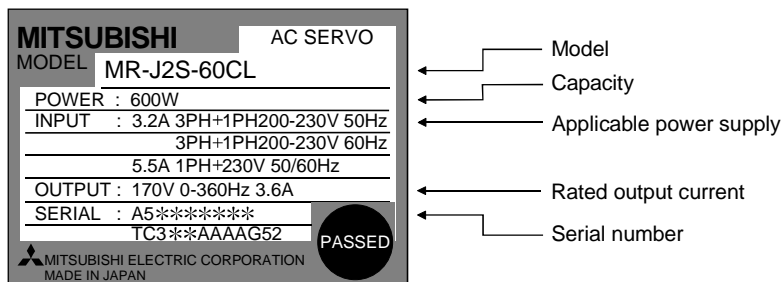 MITSUBISHI AC SERVO
MODEL MR-J2S-60CL
POWER : 600W
INPUT : 3.2A 3PH+1PH200-230V 50Hz
3PH+1PH200-230V 60Hz
5.5A 1PH+230V 50/60Hz
OUTPUT : 170V 0-360Hz 3.6A
SERIAL : A5*******
TC3**AAAAG52
PASSED
MITSUBISHI ELECTRIC CORPORATION
MADE IN JAPAN
Model
Capacity
Applicable power supply
Rated output current
Serial number